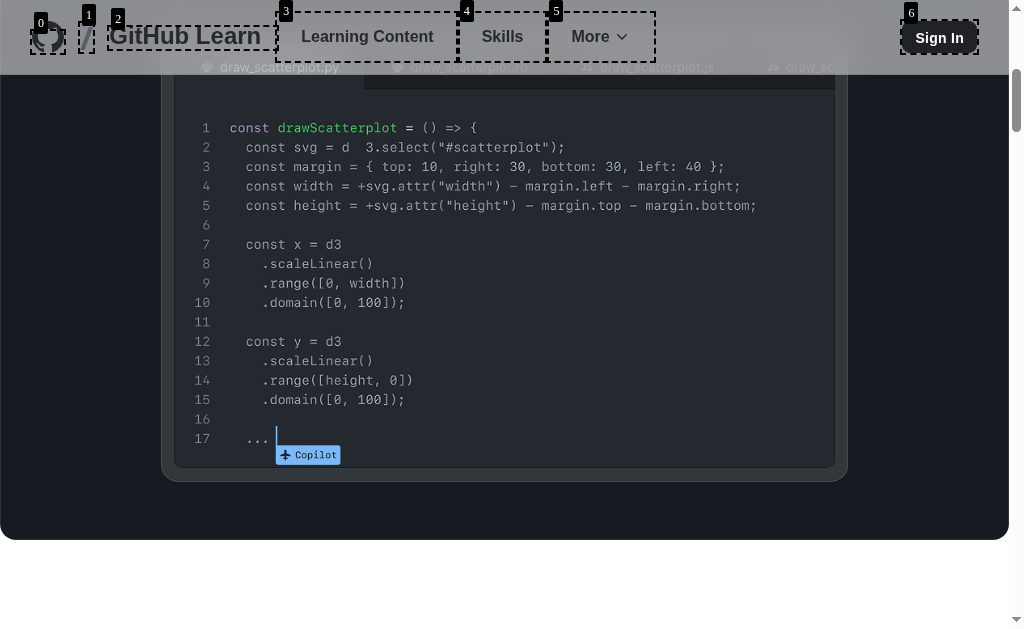 0 1 2 3 4 5 6
/ GitHub Learn Learning Content Skills More Sign In
draw_scatterplot.py draw_scatterplot.rb JS draw_scatterplot.js JS draw_sc
1 const drawScatterplot = () => {
2 const svg = d 3.select("#scatterplot");
3 const margin = { top: 10, right: 30, bottom: 30, left: 40 };
4 const width = +svg.attr("width") − margin.left − margin.right;
5 const height = +svg.attr("height") − margin.top − margin.bottom;
6
7 const x = d3
8 .scaleLinear()
9 .range([0, width])
10 .domain([0, 100]);
11
12 const y = d3
13 .scaleLinear()
14 .range([height, 0])
15 .domain([0, 100]);
16
17 ...
Copilot